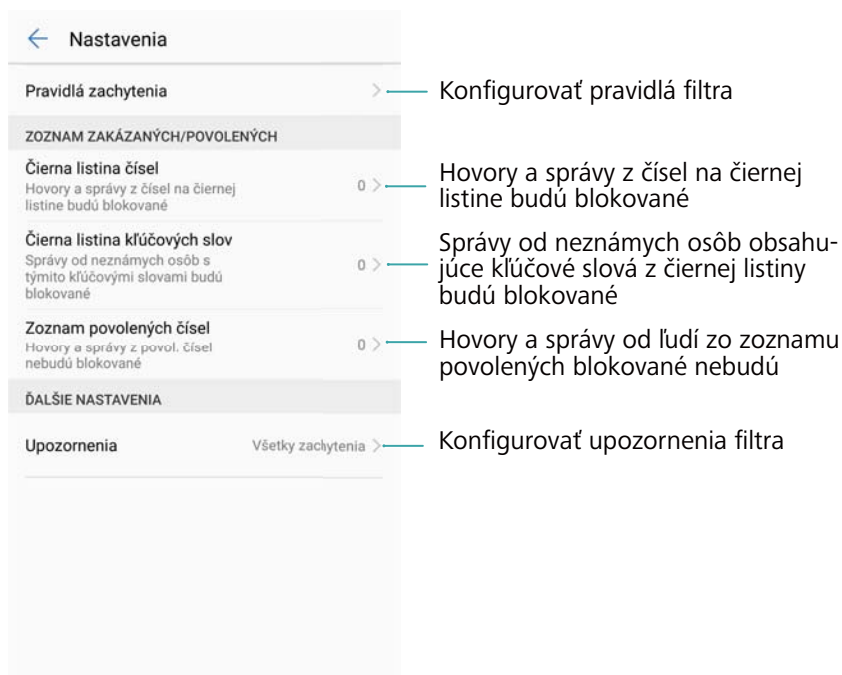 Nastavenia
Pravidlá zachytenia
Konfigurovať pravidlá filtra
ZOZNAM ZAKÁZANÝCH/POVOLENÝCH
Čierna listina čísel
Hovory a správy z čísel na čiernej
listine budú blokované
0
Hovory a správy z čísel na čiernej
listine budú blokované
Čierna listina kľúčových slov
Správy od neznámych osôb s
týmito kľúčovými slovami budú
blokované
0
Správy od neznámych osôb obsahu-
júce kľúčové slová z čiernej listiny
budú blokované
Zoznam povolených čísel
Hovory a správy z povol. čísel
nebudú blokované
0
Hovory a správy od ľudí zo zoznamu
povolených blokované nebudú
ĎALŠIE NASTAVENIA
Upozornenia
Všetky zachytenia
Konfigurovať upozornenia filtra